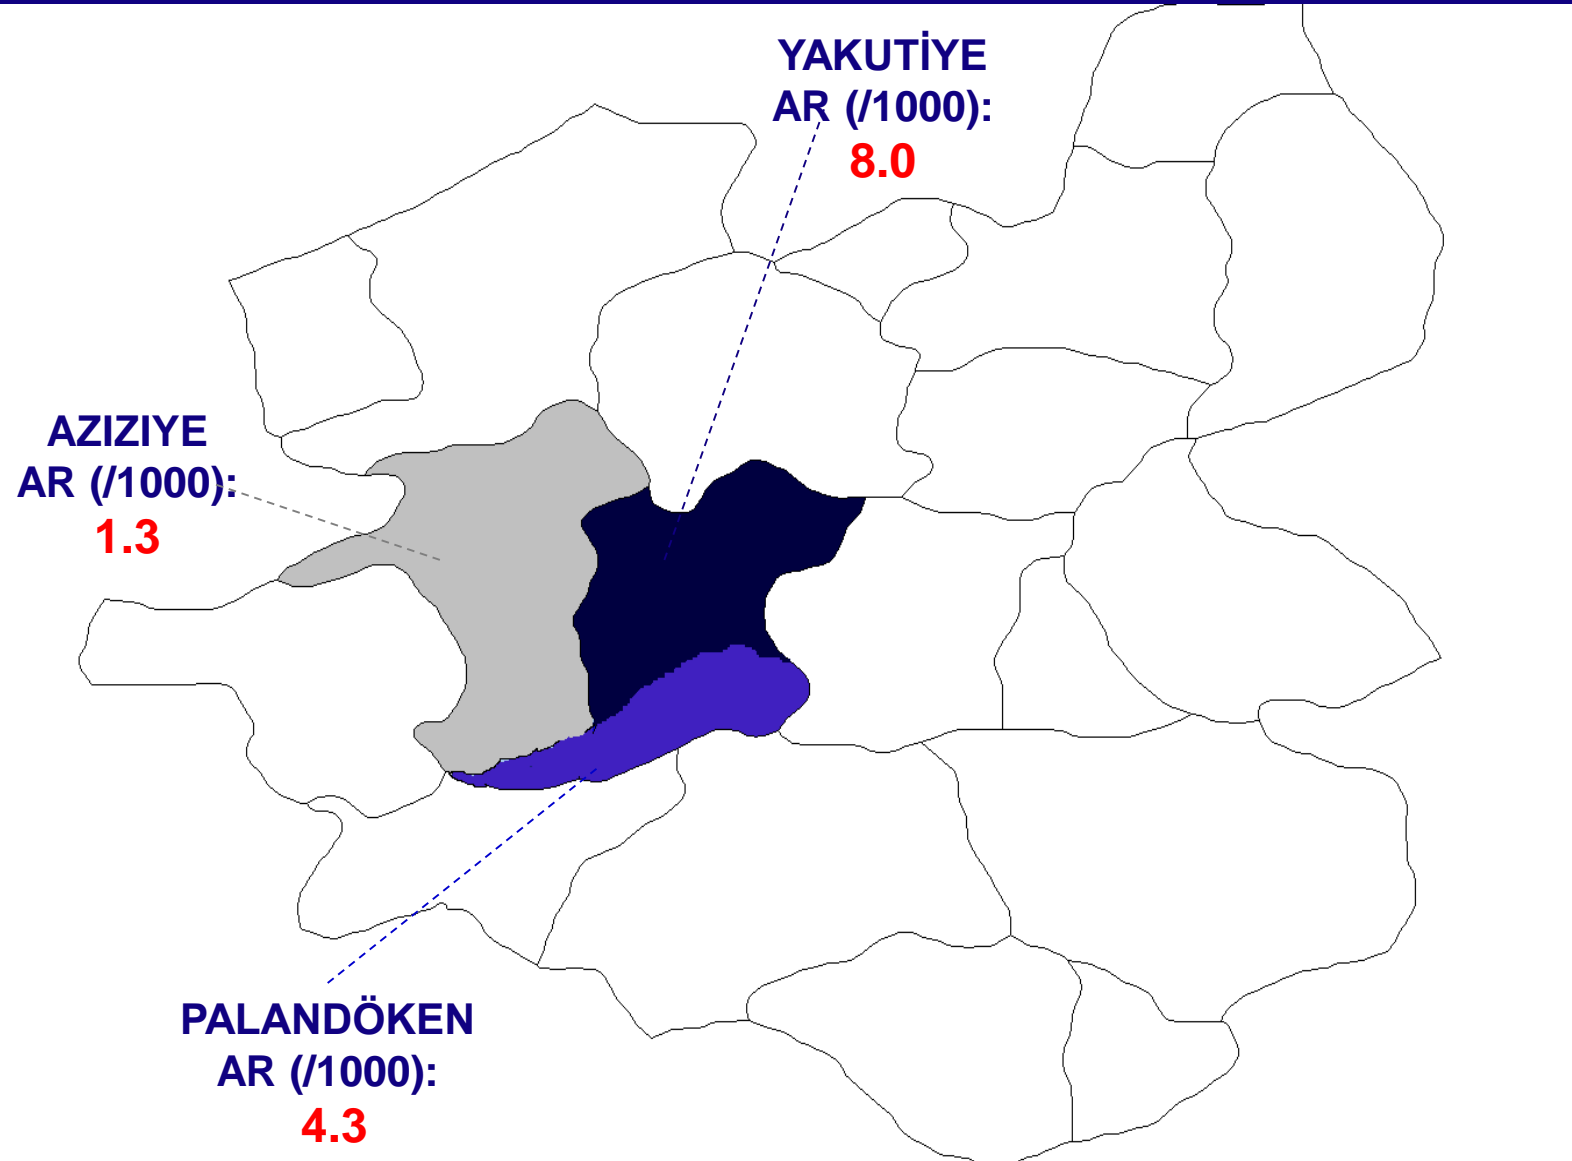 YAKUTİYE
AR (/1000):
8.0
AZIZIYE
AR (/1000):
1.3
PALANDÖKEN
AR (/1000):
4.3